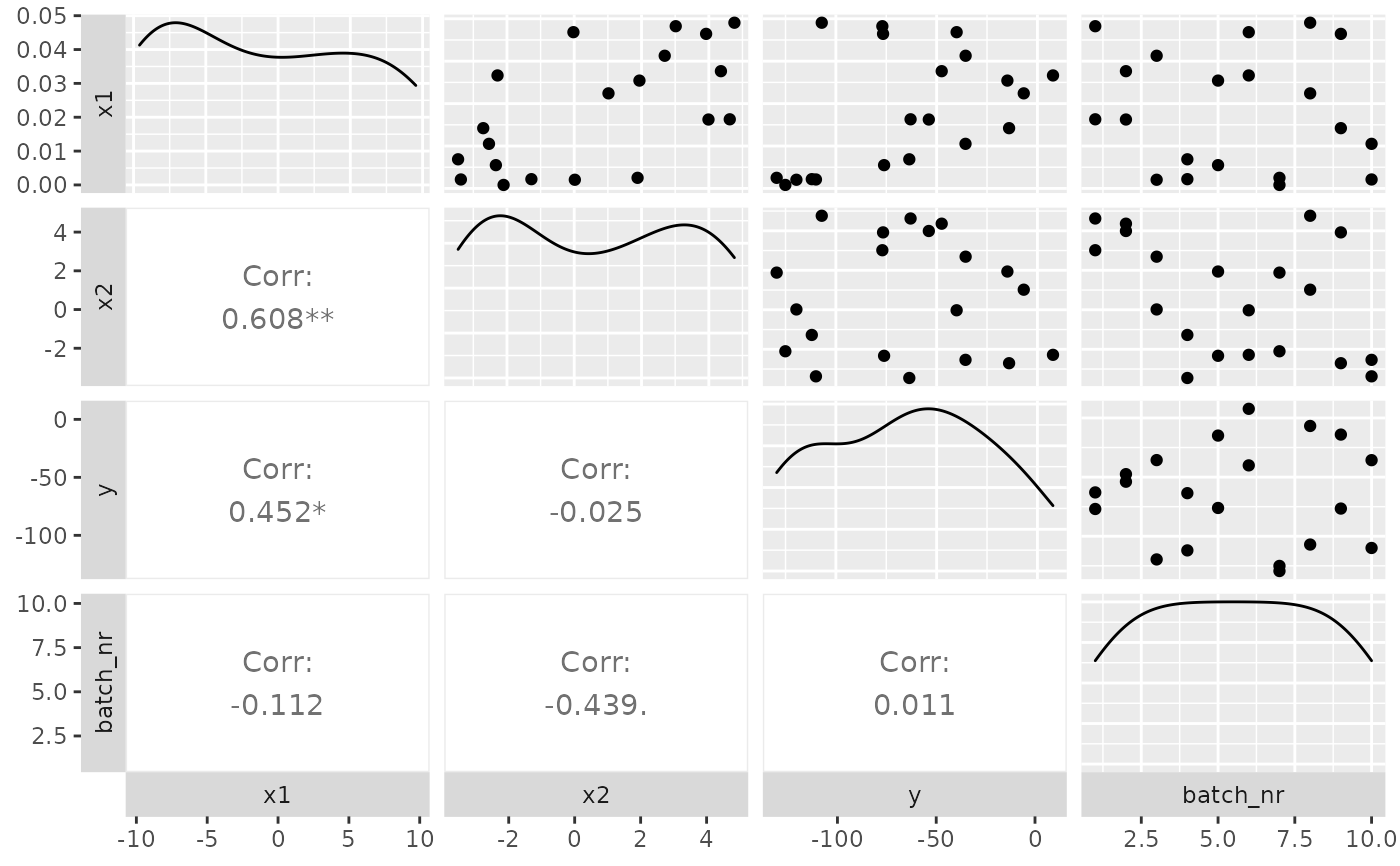 0.05
0.04
0.03
0.02
0.01
0.00
x1
4
2
0
-2
x2
Corr:
0.608**
0
-50
-100
y
Corr:
0.452*
Corr:
-0.025
10.0
7.5
5.0
2.5
batch_nr
Corr:
-0.112
Corr:
-0.439.
Corr:
0.011
x1 x2 y batch_nr
-10 -5 0 5 10 -2 0 2 4 -100 -50 0 2.5 5.0 7.5 10.0